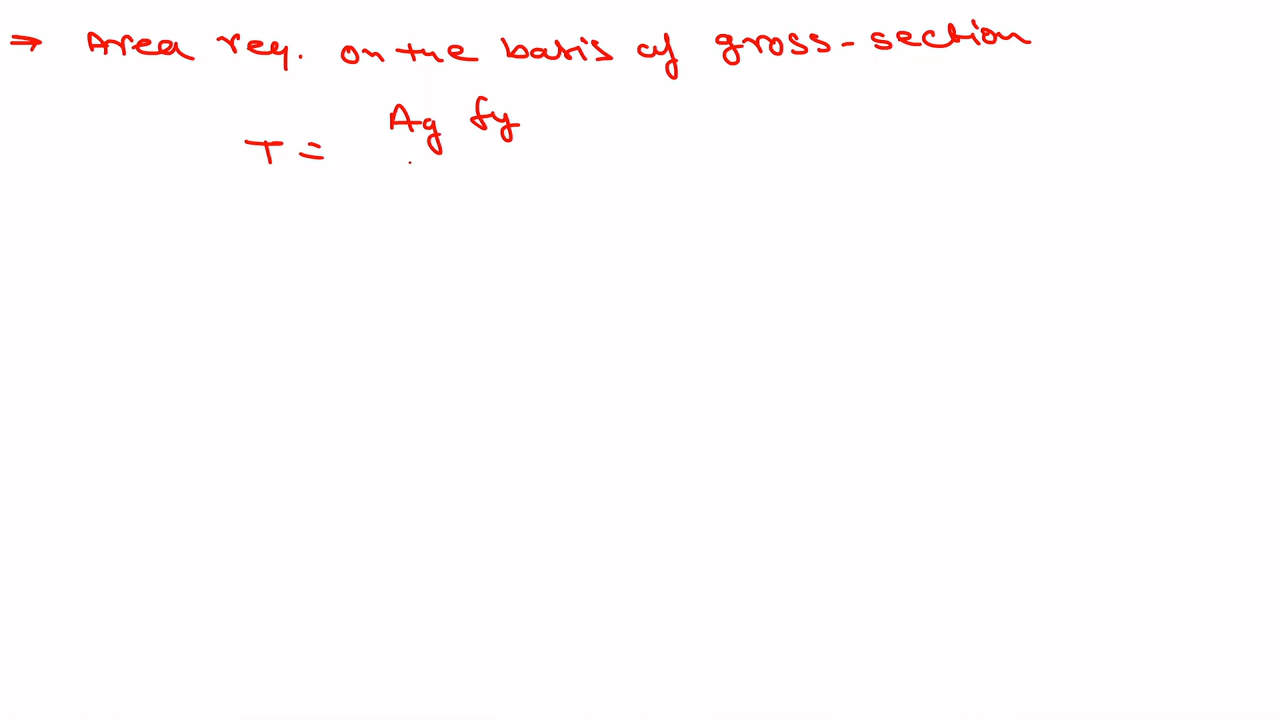 ⇒ Area req. on the basis of gross-section
Ag fy
T =